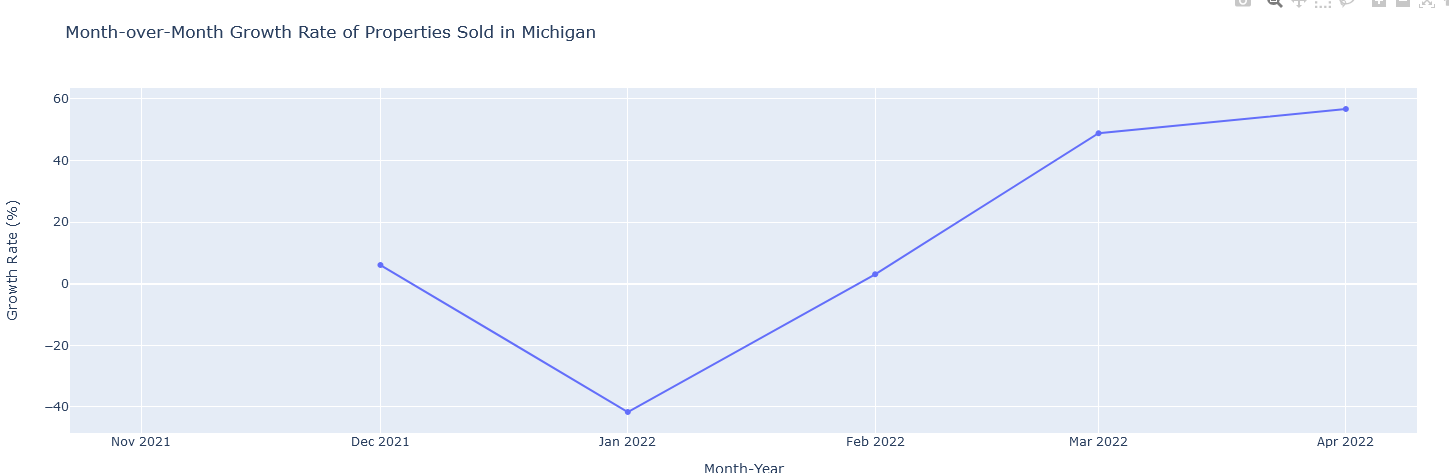 Month-over-Month Growth Rate of Properties Sold in Michigan
60
40
20
0
−20
−40
Growth Rate (%)
Nov 2021
Dec 2021
Jan 2022
Feb 2022
Mar 2022
Apr 2022
Month-Year